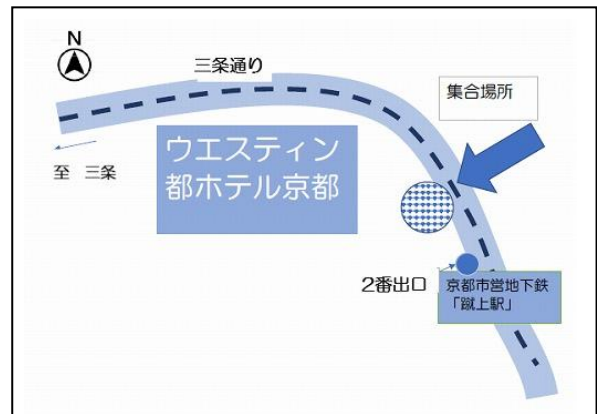 N
三条通り
集合場所
至 三条
ウエスティン
都ホテル京都
2番出口
京都市営地下鉄
「蹴上駅」